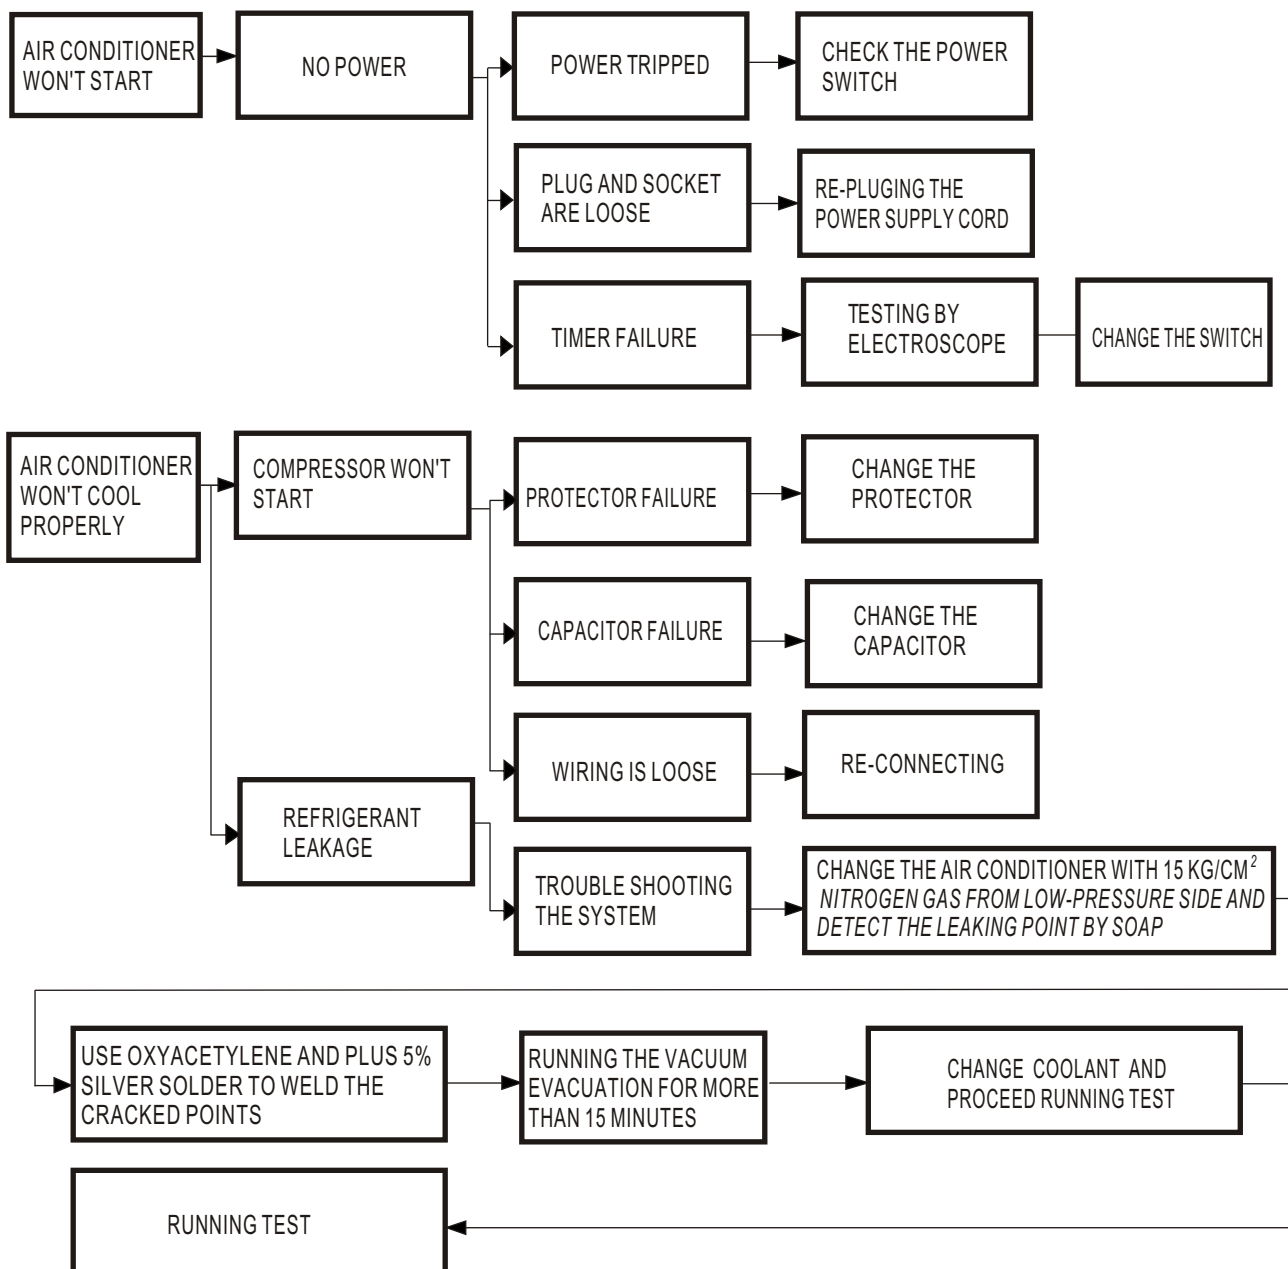 AIR CONDITIONER
WON'T START
NO POWER
POWER TRIPPED
CHECK THE POWER
SWITCH
PLUG AND SOCKET
ARE LOOSE
RE-PLUGING THE
POWER SUPPLY CORD
TIMER FAILURE
TESTING BY
ELECTROSCOPE
CHANGE THE SWITCH
AIR CONDITIONER
WON'T COOL
PROPERLY
COMPRESSOR WON'T
START
PROTECTOR FAILURE
CHANGE THE
PROTECTOR
CAPACITOR FAILURE
CHANGE THE
CAPACITOR
WIRING IS LOOSE
RE-CONNECTING
REFRIGERANT
LEAKAGE
TROUBLE SHOOTING
THE SYSTEM
CHANGE THE AIR CONDITIONER WITH 15 KG/CM²
NITROGEN GAS FROM LOW-PRESSURE SIDE AND
DETECT THE LEAKING POINT BY SOAP
USE OXYACETYLENE AND PLUS 5%
SILVER SOLDER TO WELD THE
CRACKED POINTS
RUNNING THE VACUUM
EVACUATION FOR MORE
THAN 15 MINUTES
CHANGE COOLANT AND
PROCEED RUNNING TEST
RUNNING TEST